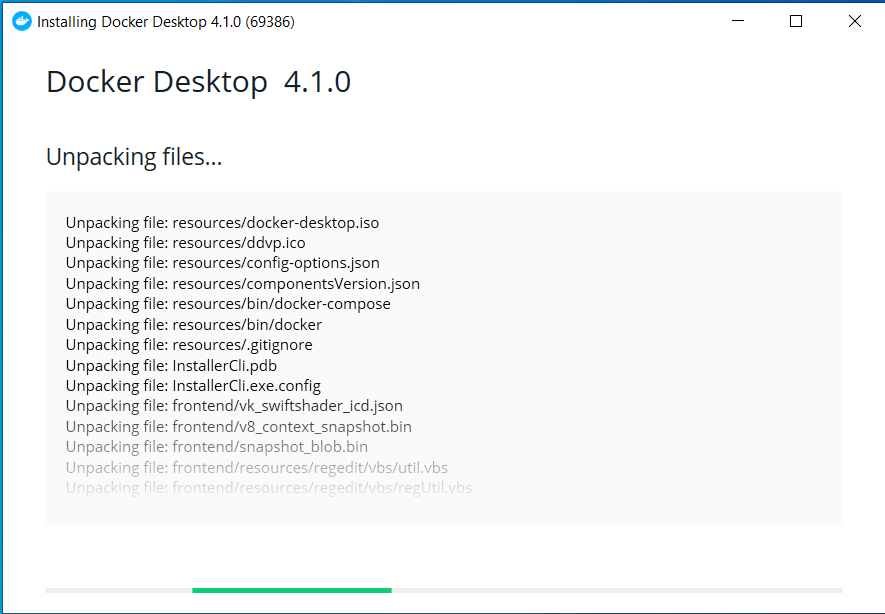 Installing Docker Desktop 4.1.0 (69386)
Docker Desktop 4.1.0
Unpacking files...
Unpacking file: resources/docker-desktop.iso
Unpacking file: resources/ddvp.ico
Unpacking file: resources/config-options.json
Unpacking file: resources/componentsVersion.json
Unpacking file: resources/bin/docker-compose
Unpacking file: resources/bin/docker
Unpacking file: resources/.gitignore
Unpacking file: InstallerCli.pdb
Unpacking file: InstallerCli.exe.config
Unpacking file: frontend/vk_swiftshader_icd.json
Unpacking file: frontend/v8_context_snapshot.bin
Unpacking file: frontend/snapshot_blob.bin
Unpacking file: frontend/resources/regedit/vbs/util.vbs
Unpacking file: frontend/resources/regedit/vbs/regUtil.vbs